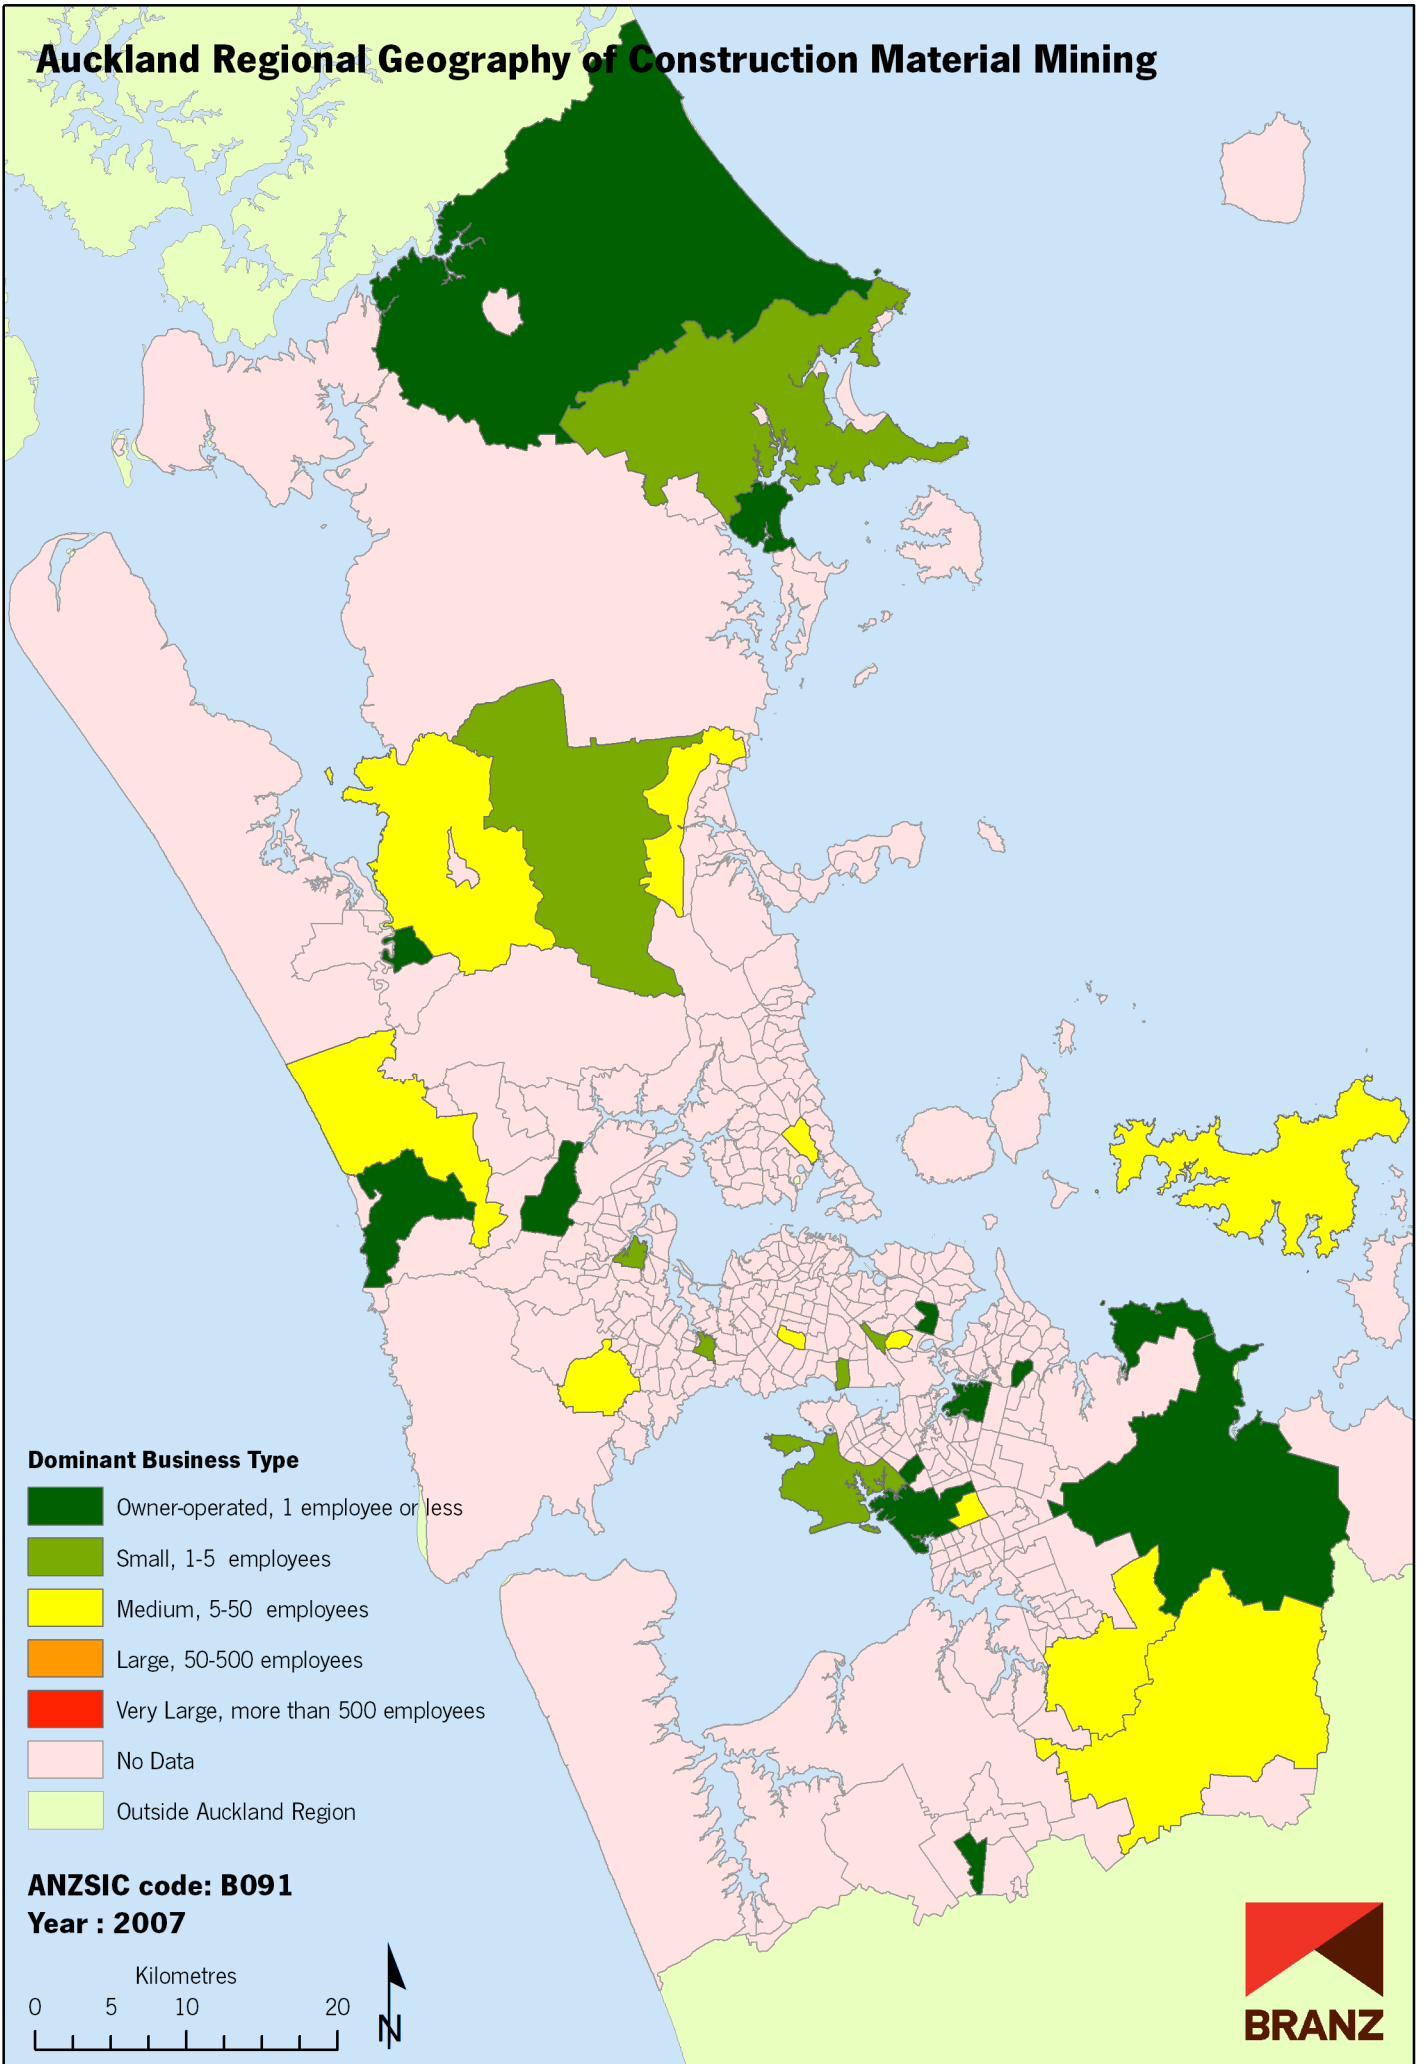 Auckland Regional Geography of Construction Material Mining
Dominant Business Type
Owner-operated, 1 employee or less
Small, 1-5 employees
Medium, 5-50 employees
Large, 50-500 employees
Very Large, more than 500 employees
No Data
Outside Auckland Region
ANZSIC code: B091
Year : 2007
Kilometres
0 5 10 20
N
BRANZ